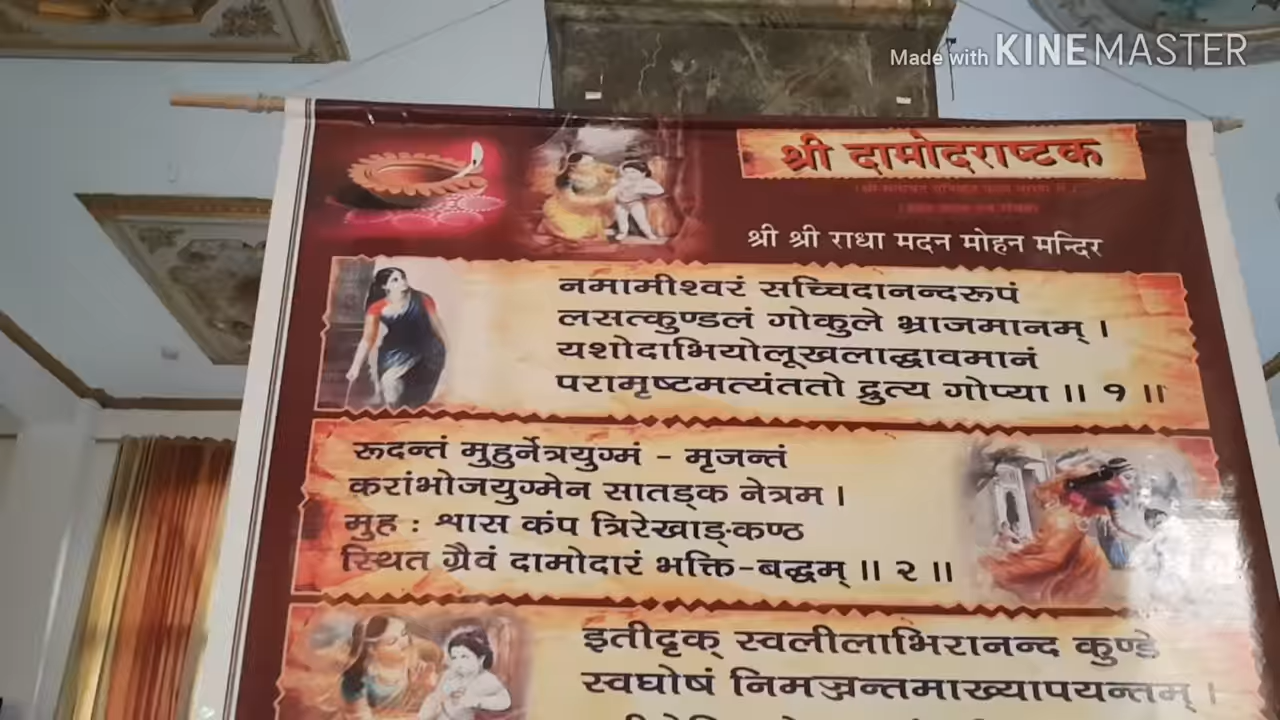 Made with KINEMASTER
श्री दामोदराष्टक
श्री श्री राधा मदन मोहन मन्दिर
नमामीश्वरं सच्चिदानन्दरूपं
लसत्कुण्डलं गोकुले भ्राजमानम् ।
यशोदाभियोलूखलाद्धावमानं
परामृष्टमत्यंततो द्रुत्य गोप्या ।। १ ।।
रूदन्तं मुहुर्नेत्रयुग्मं - मृजन्तं
करांभोजयुग्मेन सातड्क नेत्रम ।
मुह : श्वास कंप त्रिरेखाङ्कण्ठ
स्थित ग्रैवं दामोदारं भक्ति-बद्धम् ।। २ ।।
इतीदृक् स्वलीलाभिरानन्द कुण्डे
स्वघोषं निमञ्जन्तमाख्यापयन्तम् ।